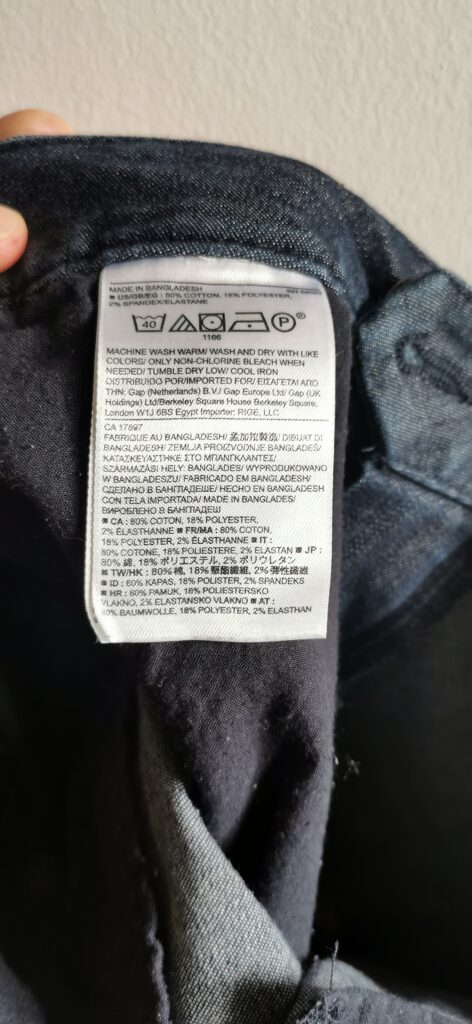 MADE IN BANGLADESH
■ US/GB/EG : 80% COTTON, 18% POLYESTER,
2% SPANDEX/ELASTANE
40 P ®
1166
MACHINE WASH WARM/ WASH AND DRY WITH LIKE
COLORS/ ONLY NON-CHLORINE BLEACH WHEN
NEEDED/ TUMBLE DRY LOW/ COOL IRON
DISTRIBUIDO POR/IMPORTED FOR/ ΕΙΣΑΓΕΤΑΙ ΑΠΟ
ΤΗΝ: Gap (Netherlands) B.V./ Gap Europe Ltd/ Gap (UK
Holdings) Ltd/Berkeley Square House Berkeley Square,
London W1J 6BS Egypt Importer: RIGE, LLC
CA 17897
FABRIQUÉ AU BANGLADESH/ 孟加拉製造/ DIBUAT DI
BANGLADESH/ ZEMLJA PROIZVODNJE BANGLADEŠ/
ΚΑΤΑΣΚΕΥΑΣΤΗΚΕ ΣΤΟ ΜΠΑΝΓΚΛΑΝΤΕΣ/
SZÁRMAZÁSI HELY: BANGLADES/ WYPRODUKOWANO
W BANGLADESZU/ FABRICADO EM BANGLADESH/
СДЕЛАНО В БАНГЛАДЕШЕ/ HECHO EN BANGLADESH
CON TELA IMPORTADA/ MADE IN BANGLADEŞ/
ВИРОБЛЕНО В БАНГЛАДЕШ
■ CA : 80% COTON, 18% POLYESTER,
2% ÉLASTHANNE ■ FR/MA : 80% COTON,
18% POLYESTER, 2% ÉLASTHANNE ■ IT :
80% COTONE, 18% POLIESTERE, 2% ELASTAN ■ JP :
80% 綿, 18% ポリエステル, 2% ポリウレタン
■ TW/HK : 80% 棉, 18% 聚酯纖維, 2% 彈性纖維
■ ID : 80% KAPAS, 18% POLISTER, 2% SPANDEKS
■ HR : 80% PAMUK, 18% POLIESTERSKO
VLAKNO, 2% ELASTANSKO VLAKNO ■ AT :
80% BAUMWOLLE, 18% POLYESTER, 2% ELASTHAN